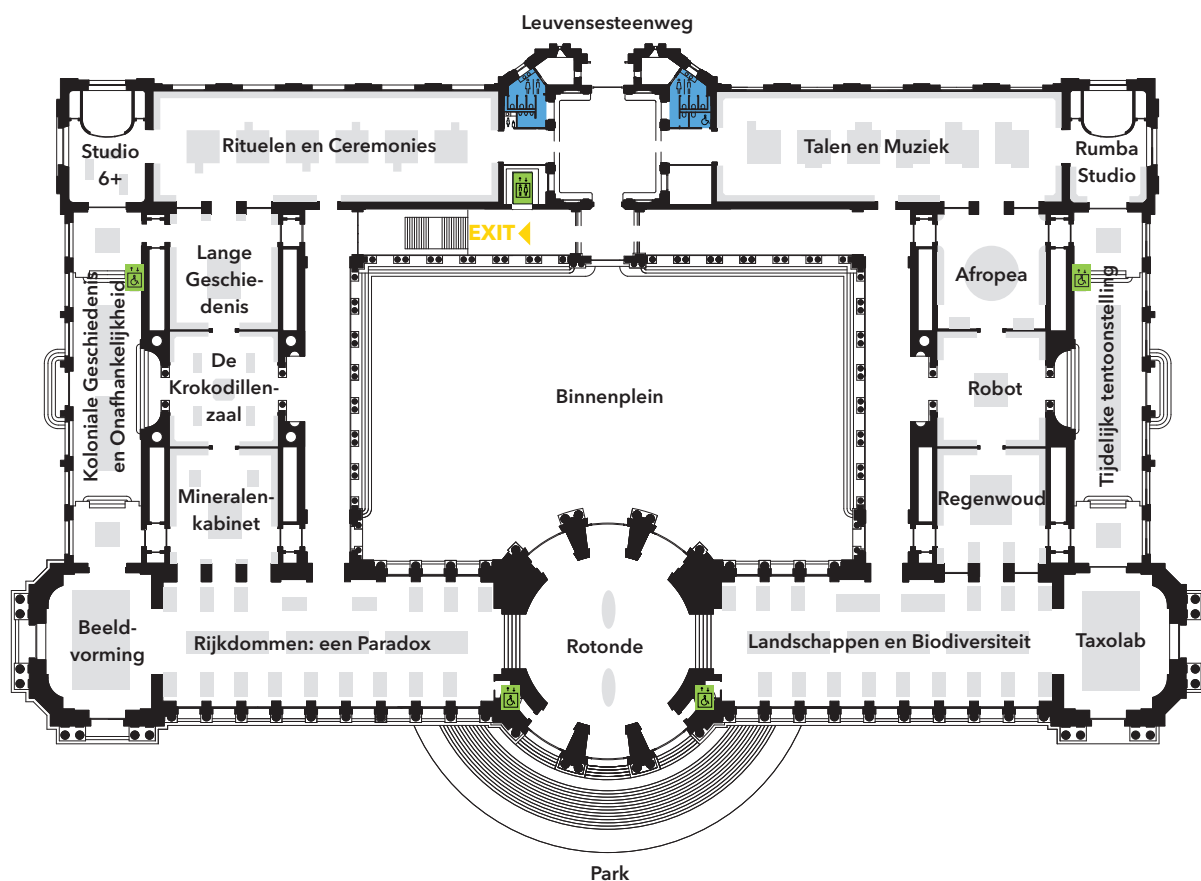 Leuvensesteenweg
Rituelen en Ceremonies
Talen en Muziek
Studio
6+
Rumba
Studio
EXIT
Lange
Geschie-
denis
Afropea
Koloniale Geschiedenis
en Onafhankelijkheid
Tijdelijke tentoonstelling
De
Krokodillen-
zaal
Binnenplein
Robot
Mineralen-
kabinet
Regenwoud
Beeld-
vorming
Rijkdommen: een Paradox
Rotonde
Landschappen en Biodiversiteit
Taxolab
Park